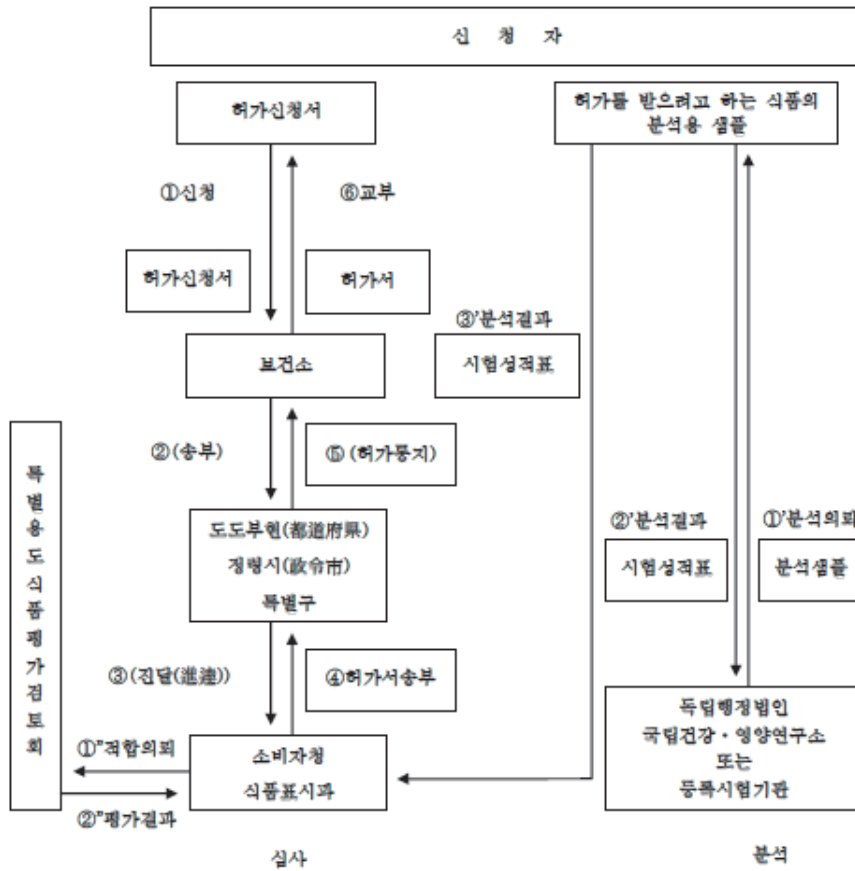 신 청 자
허가신청서
허가를 받으려고 하는 식품의
분석용 샘플
①신청
⑥교부
허가신청서
허가서
③'분석결과
시험성적표
보건소
②(송부)
⑤(허가통지)
특별용도식품평가검토회
도도부현(都道府県)
정령시(政令市)
특별구
②'분석결과
①'분석의뢰
시험성적표
분석샘플
③(진달(進達))
④허가서송부
독립행정법인
국립건강·영양연구소
또는
등록시험기관
①"적합의뢰
소비자청
식품표시과
②"평가결과
심사
분석